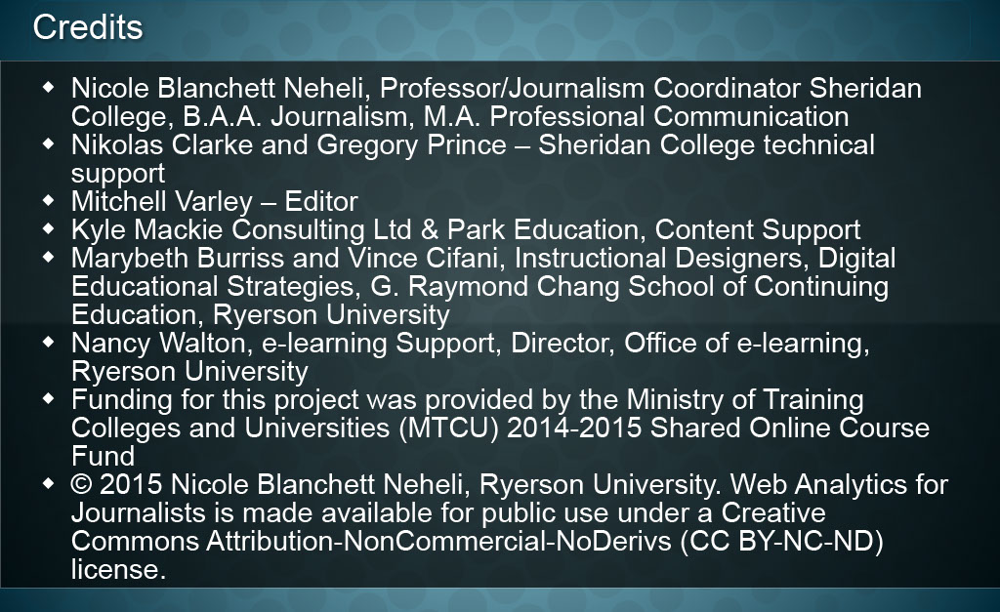 Credits
◆ Nicole Blanchett Neheli, Professor/Journalism Coordinator Sheridan
College, B.A.A. Journalism, M.A. Professional Communication
◆ Nikolas Clarke and Gregory Prince – Sheridan College technical
support
◆ Mitchell Varley – Editor
◆ Kyle Mackie Consulting Ltd & Park Education, Content Support
◆ Marybeth Burriss and Vince Cifani, Instructional Designers, Digital
Educational Strategies, G. Raymond Chang School of Continuing
Education, Ryerson University
◆ Nancy Walton, e-learning Support, Director, Office of e-learning,
Ryerson University
◆ Funding for this project was provided by the Ministry of Training
Colleges and Universities (MTCU) 2014-2015 Shared Online Course
Fund
◆ © 2015 Nicole Blanchett Neheli, Ryerson University. Web Analytics for
Journalists is made available for public use under a Creative
Commons Attribution-NonCommercial-NoDerivs (CC BY-NC-ND)
license.